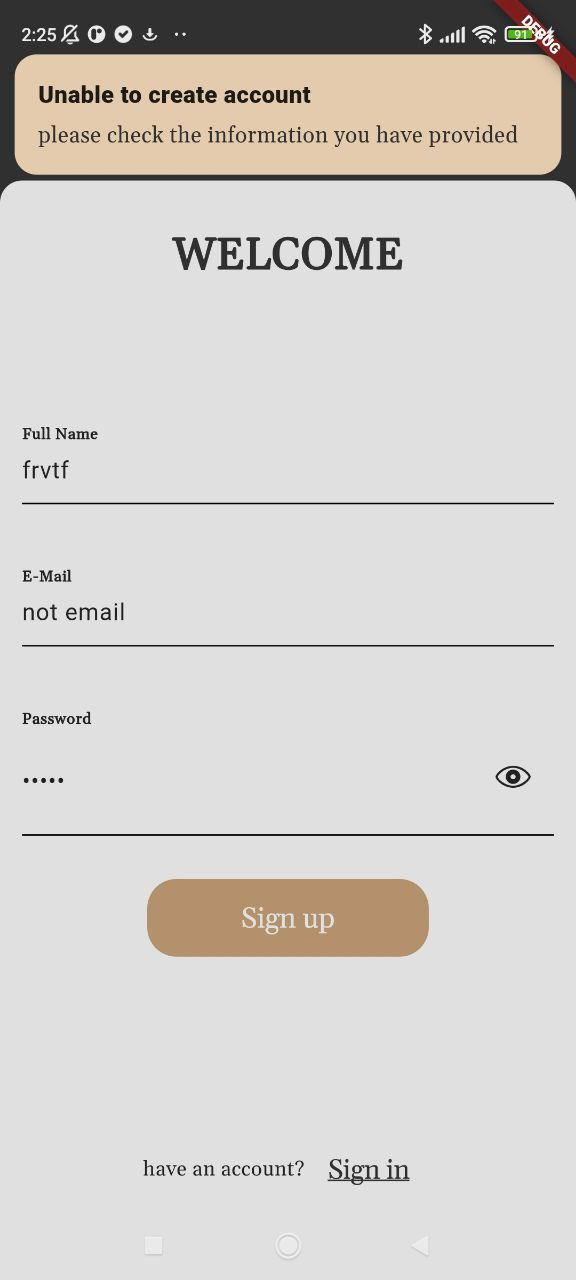 2:25
91
DEBUG
Unable to create account
please check the information you have provided
WELCOME
Full Name
frvtf
E-Mail
not email
Password
•••••
Sign up
have an account? Sign in